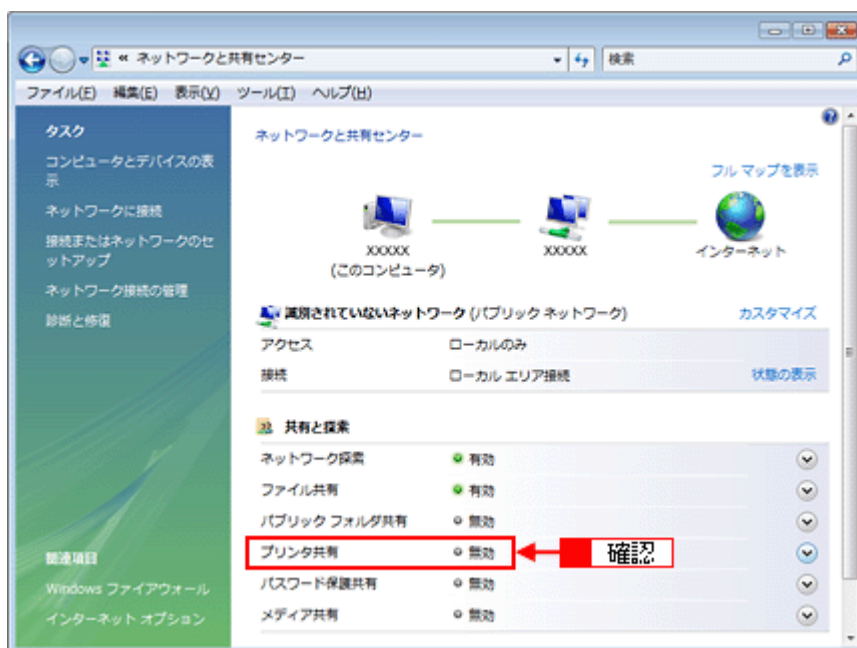 « ネットワークと共有センター
検索
ファイル(F) 編集(E) 表示(V) ツール(T) ヘルプ(H)
タスク
コンピュータとデバイスの表
示
ネットワークに接続
接続またはネットワークのセ
ットアップ
ネットワーク接続の管理
診断と修復
関連項目
Windows ファイアウォール
インターネット オプション
ネットワークと共有センター
フル マップを表示
XXXXX
(このコンピュータ)
XXXXX
インターネット
識別されていないネットワーク (パブリック ネットワーク) カスタマイズ
アクセス ローカルのみ
接続 ローカル エリア接続 状態の表示
共有と探索
ネットワーク探索 有効
ファイル共有 有効
パブリック フォルダ共有 無効
プリンタ共有 無効 確認
パスワード保護共有 無効
メディア共有 無効